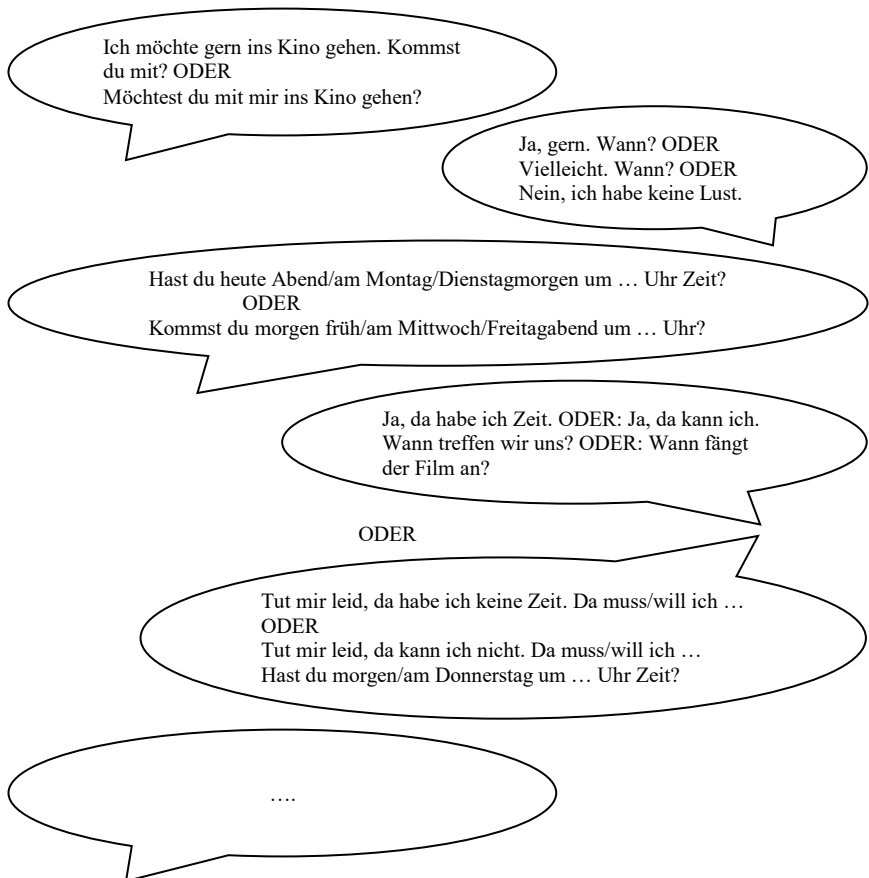 Ich möchte gern ins Kino gehen. Kommst
du mit? ODER
Möchtest du mit mir ins Kino gehen?
Ja, gern. Wann? ODER
Vielleicht. Wann? ODER
Nein, ich habe keine Lust.
Hast du heute Abend/am Montag/Dienstagmorgen um … Uhr Zeit?
ODER
Kommst du morgen früh/am Mittwoch/Freitagabend um … Uhr?
Ja, da habe ich Zeit. ODER: Ja, da kann ich.
Wann treffen wir uns? ODER: Wann fängt
der Film an?
ODER
Tut mir leid, da habe ich keine Zeit. Da muss/will ich …
ODER
Tut mir leid, da kann ich nicht. Da muss/will ich …
Hast du morgen/am Donnerstag um … Uhr Zeit?
….